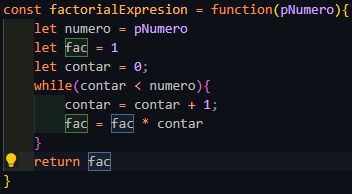 const factorialExpresion = function(pNumero){
    let numero = pNumero
    let fac = 1
    let contar = 0;
    while(contar < numero){
        contar = contar + 1;
        fac = fac * contar
    }
    return fac
}